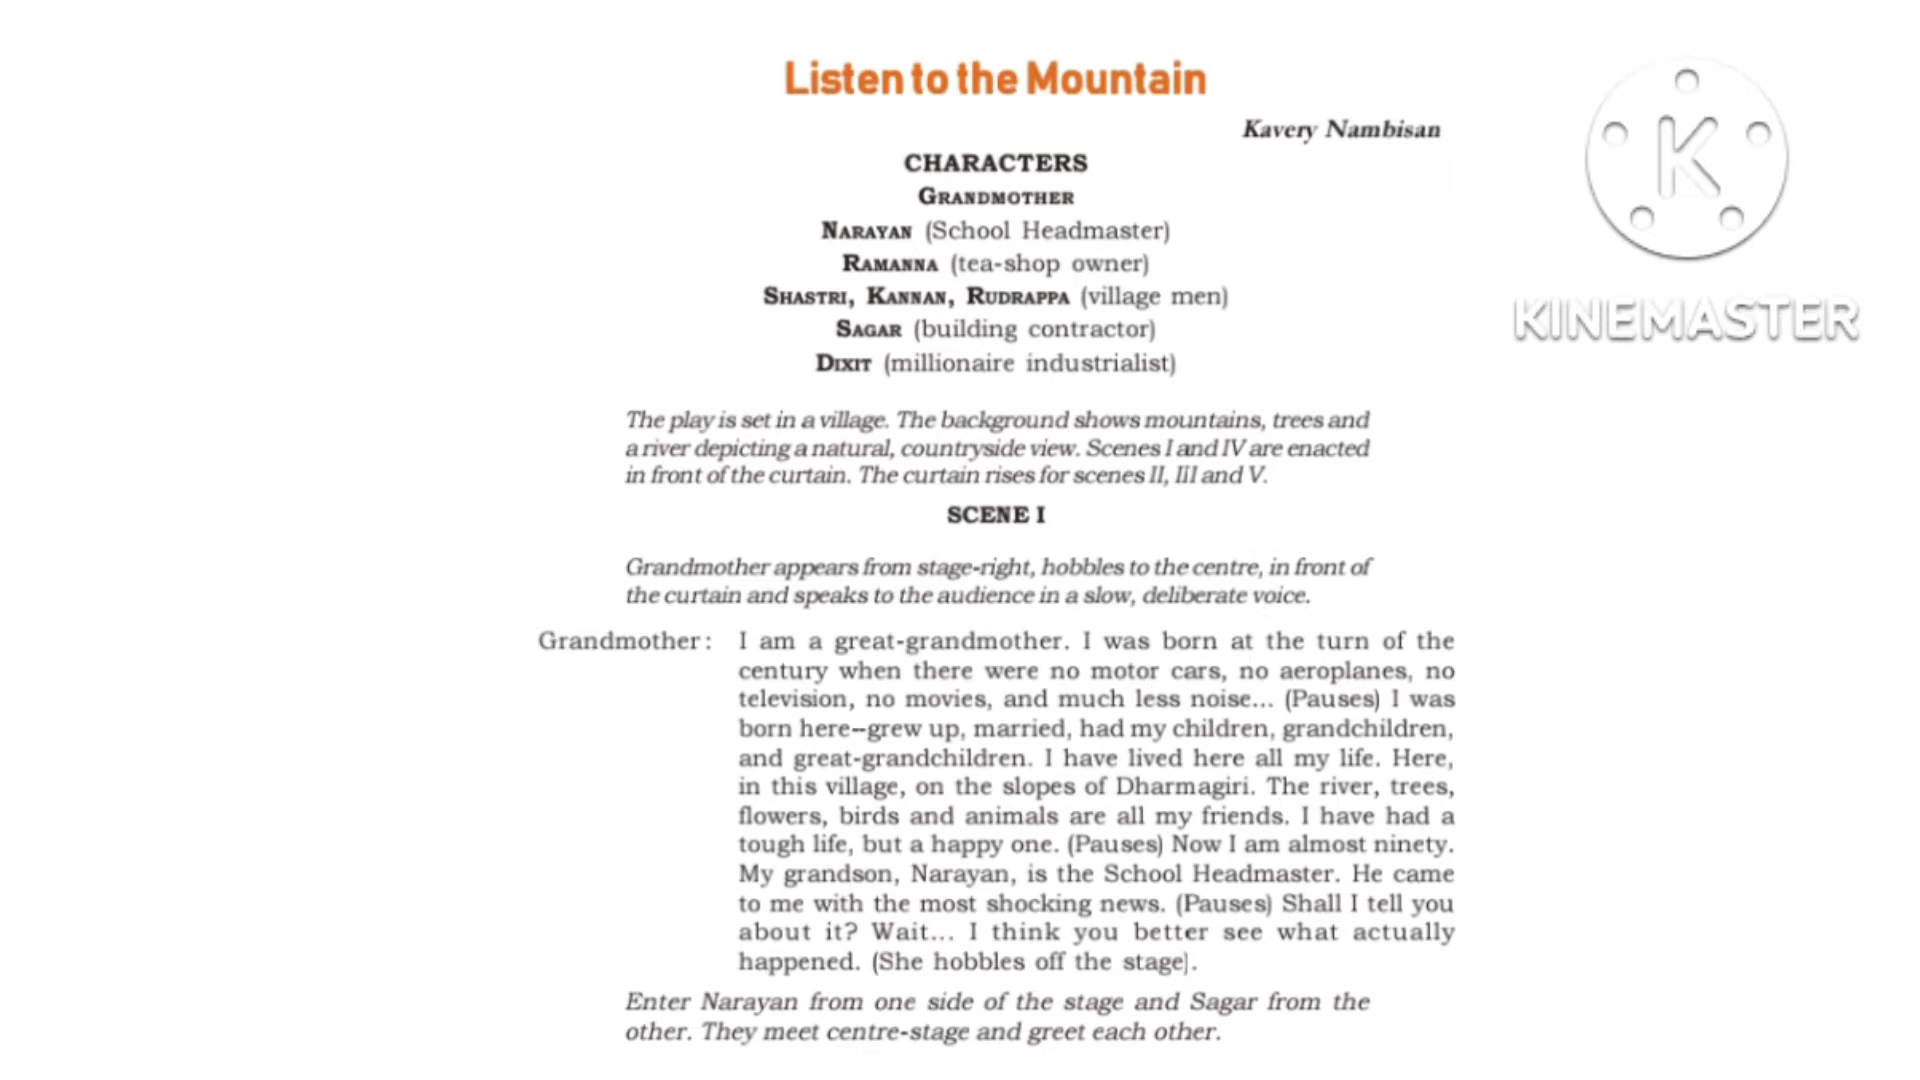 Listen to the Mountain
Kavery Nambisan
CHARACTERS
GRANDMOTHER
NARAYAN (School Headmaster)
RAMANNA (tea-shop owner)
SHASTRI, KANNAN, RUDRAPPA (village men)
SAGAR (building contractor)
DIXIT (millionaire industrialist)
K
KINEMASTER
The play is set in a village. The background shows mountains, trees and
a river depicting a natural, countryside view. Scenes I and IV are enacted
in front of the curtain. The curtain rises for scenes II, III and V.
SCENE I
Grandmother appears from stage-right, hobbles to the centre, in front of
the curtain and speaks to the audience in a slow, deliberate voice.
Grandmother: I am a great-grandmother. I was born at the turn of the
century when there were no motor cars, no aeroplanes, no
television, no movies, and much less noise... (Pauses) I was
born here--grew up, married, had my children, grandchildren,
and great-grandchildren. I have lived here all my life. Here,
in this village, on the slopes of Dharmagiri. The river, trees,
flowers, birds and animals are all my friends. I have had a
tough life, but a happy one. (Pauses) Now I am almost ninety.
My grandson, Narayan, is the School Headmaster. He came
to me with the most shocking news. (Pauses) Shall I tell you
about it? Wait... I think you better see what actually
happened. (She hobbles off the stage].
Enter Narayan from one side of the stage and Sagar from the
other. They meet centre-stage and greet each other.